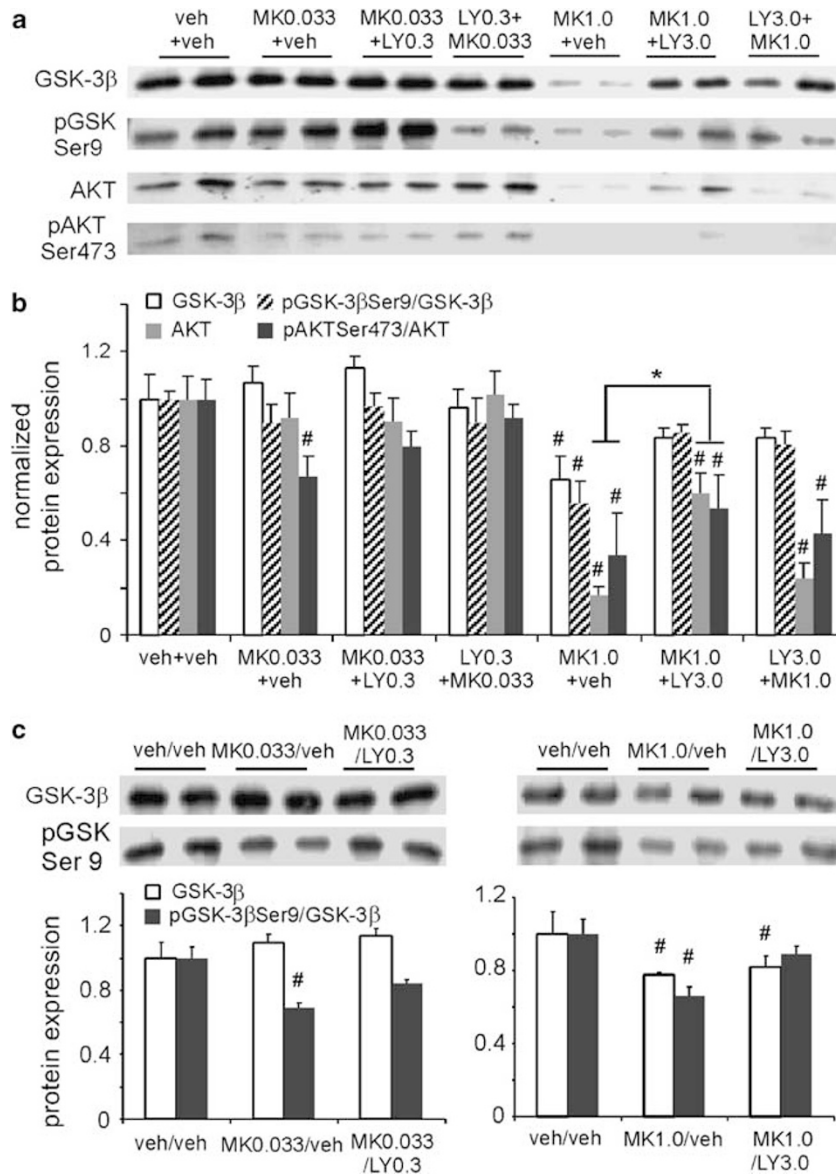 a
veh MK0.033 MK0.033 LY0.3+ MK1.0 MK1.0 LY3.0+
+veh +veh +LY0.3 MK0.033 +veh +LY3.0 MK1.0
GSK-3β
pGSK
Ser9
AKT
pAKT
Ser473
b
GSK-3β pGSK-3βSer9/GSK-3β
AKT pAKTSer473/AKT
normalized
protein expression
1.2
0.8
0.4
0
*
# # # # # # # # #
veh+veh MK0.033 MK0.033 LY0.3 MK1.0 MK1.0 LY3.0
+veh +LY0.3 +MK0.033 +veh +LY3.0 +MK1.0
c
veh/veh MK0.033/veh MK0.033
/LY0.3
GSK-3β
pGSK
Ser 9
GSK-3β
pGSK-3βSer9/GSK-3β
protein expression
1.2
0.8
0.4
0
#
veh/veh MK0.033/veh MK0.033
/LY0.3
veh/veh MK1.0/veh MK1.0
/LY3.0
1.2
0.8
0.4
0
# # #
veh/veh MK1.0/veh MK1.0
/LY3.0